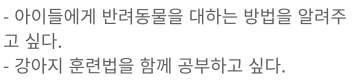 - 아이들에게 반려동물을 대하는 방법을 알려주
고 싶다.
- 강아지 훈련법을 함께 공부하고 싶다.